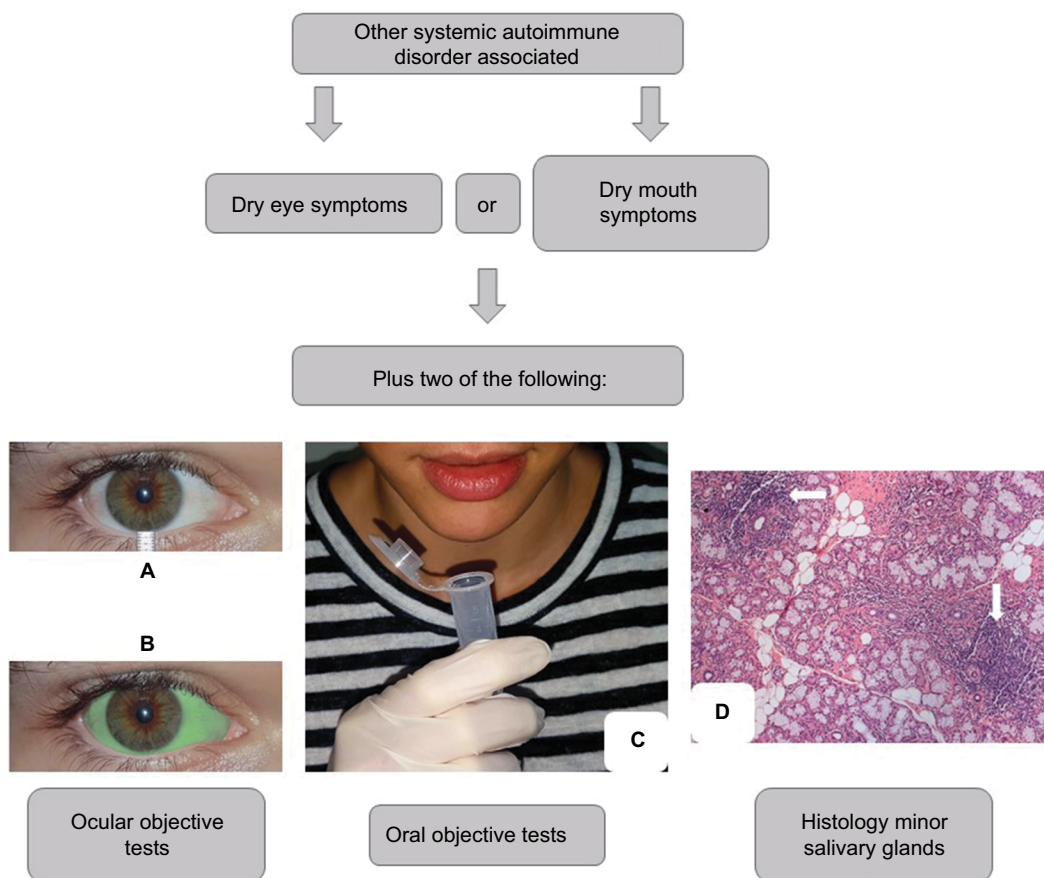 Other systemic autoimmune
disorder associated
Dry eye symptoms
or
Dry mouth
symptoms
Plus two of the following:
A
B
C
D
Ocular objective
tests
Oral objective tests
Histology minor
salivary glands